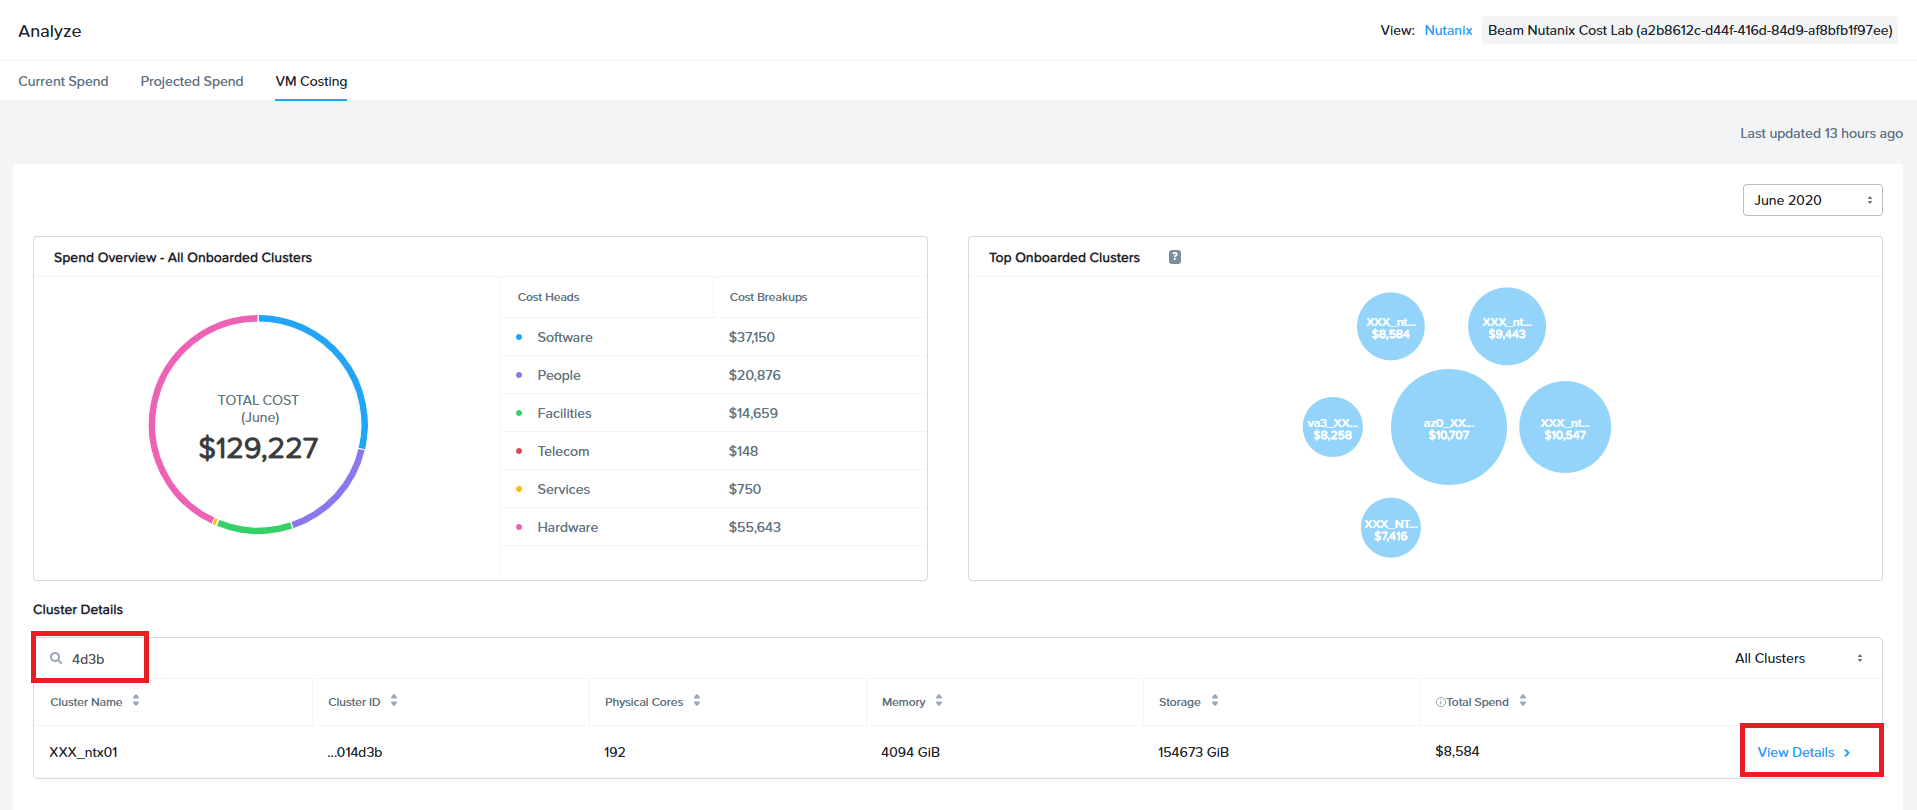 Analyze
View: Nutanix Beam Nutanix Cost Lab (a2b8612c-d44f-416d-84d9-af8bfb1f97ee)
Current Spend Projected Spend VM Costing
Last updated 13 hours ago
June 2020
Spend Overview - All Onboarded Clusters
TOTAL COST
(June)
$129,227
Cost Heads Cost Breakups
Software $37,150
People $20,876
Facilities $14,659
Telecom $148
Services $750
Hardware $55,643
Top Onboarded Clusters ?
XXX_nt...
$8,584
XXX_nt...
$9,443
va3_XX...
$8,258
az0_XX...
$10,707
XXX_nt...
$10,547
XXX_NT...
$7,416
Cluster Details
4d3b
All Clusters
Cluster Name Cluster ID Physical Cores Memory Storage Total Spend
XXX_ntx01 ...014d3b 192 4094 GiB 154673 GiB $8,584 View Details